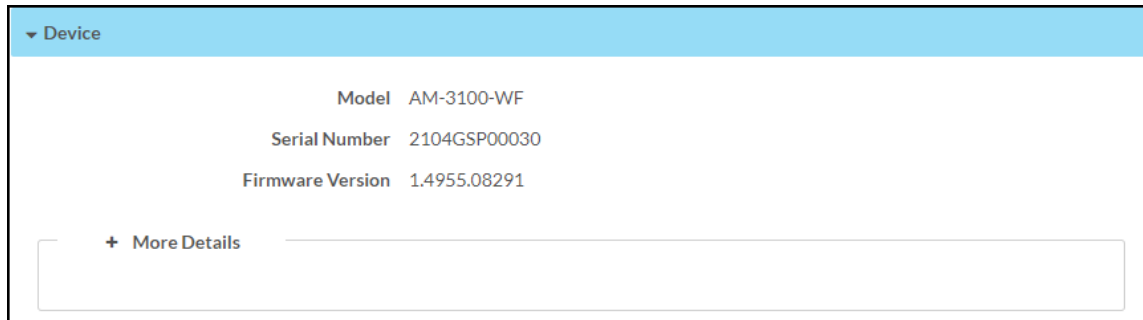 Device
Model AM-3100-WF
Serial Number 2104GSP00030
Firmware Version 1.4955.08291
+ More Details